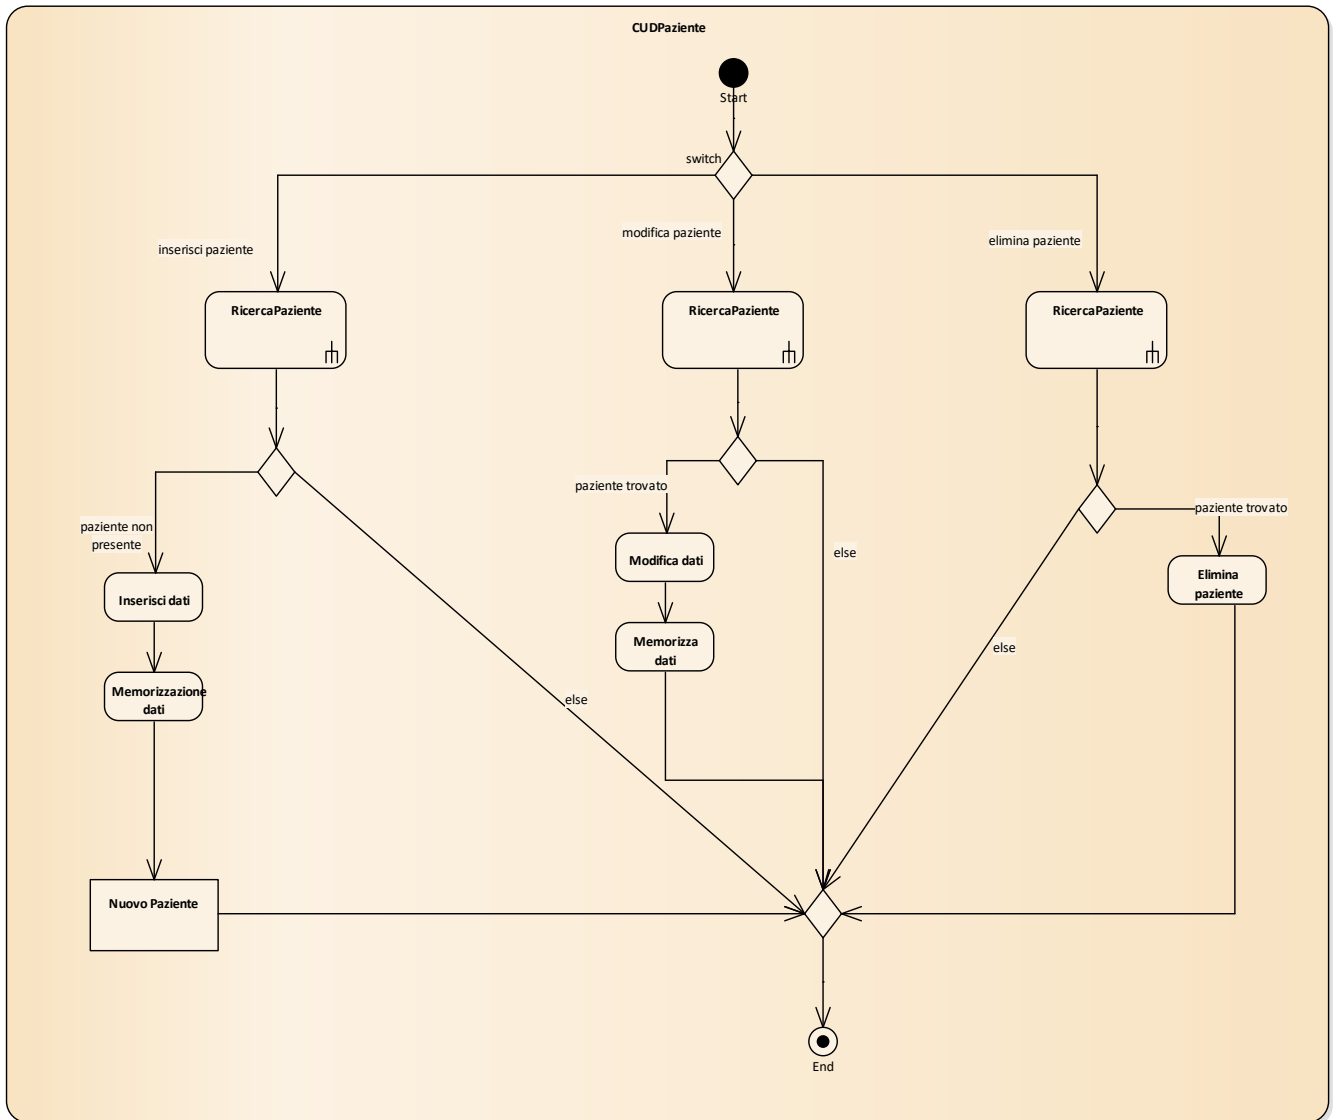 CUDPaziente
Start
switch
inserisci paziente
modifica paziente
elimina paziente
RicercaPaziente
RicercaPaziente
RicercaPaziente
paziente non
presente
paziente trovato
else
paziente trovato
Inserisci dati
Modifica dati
Elimina
paziente
Memorizzazione
dati
Memorizza
dati
else
else
Nuovo Paziente
End